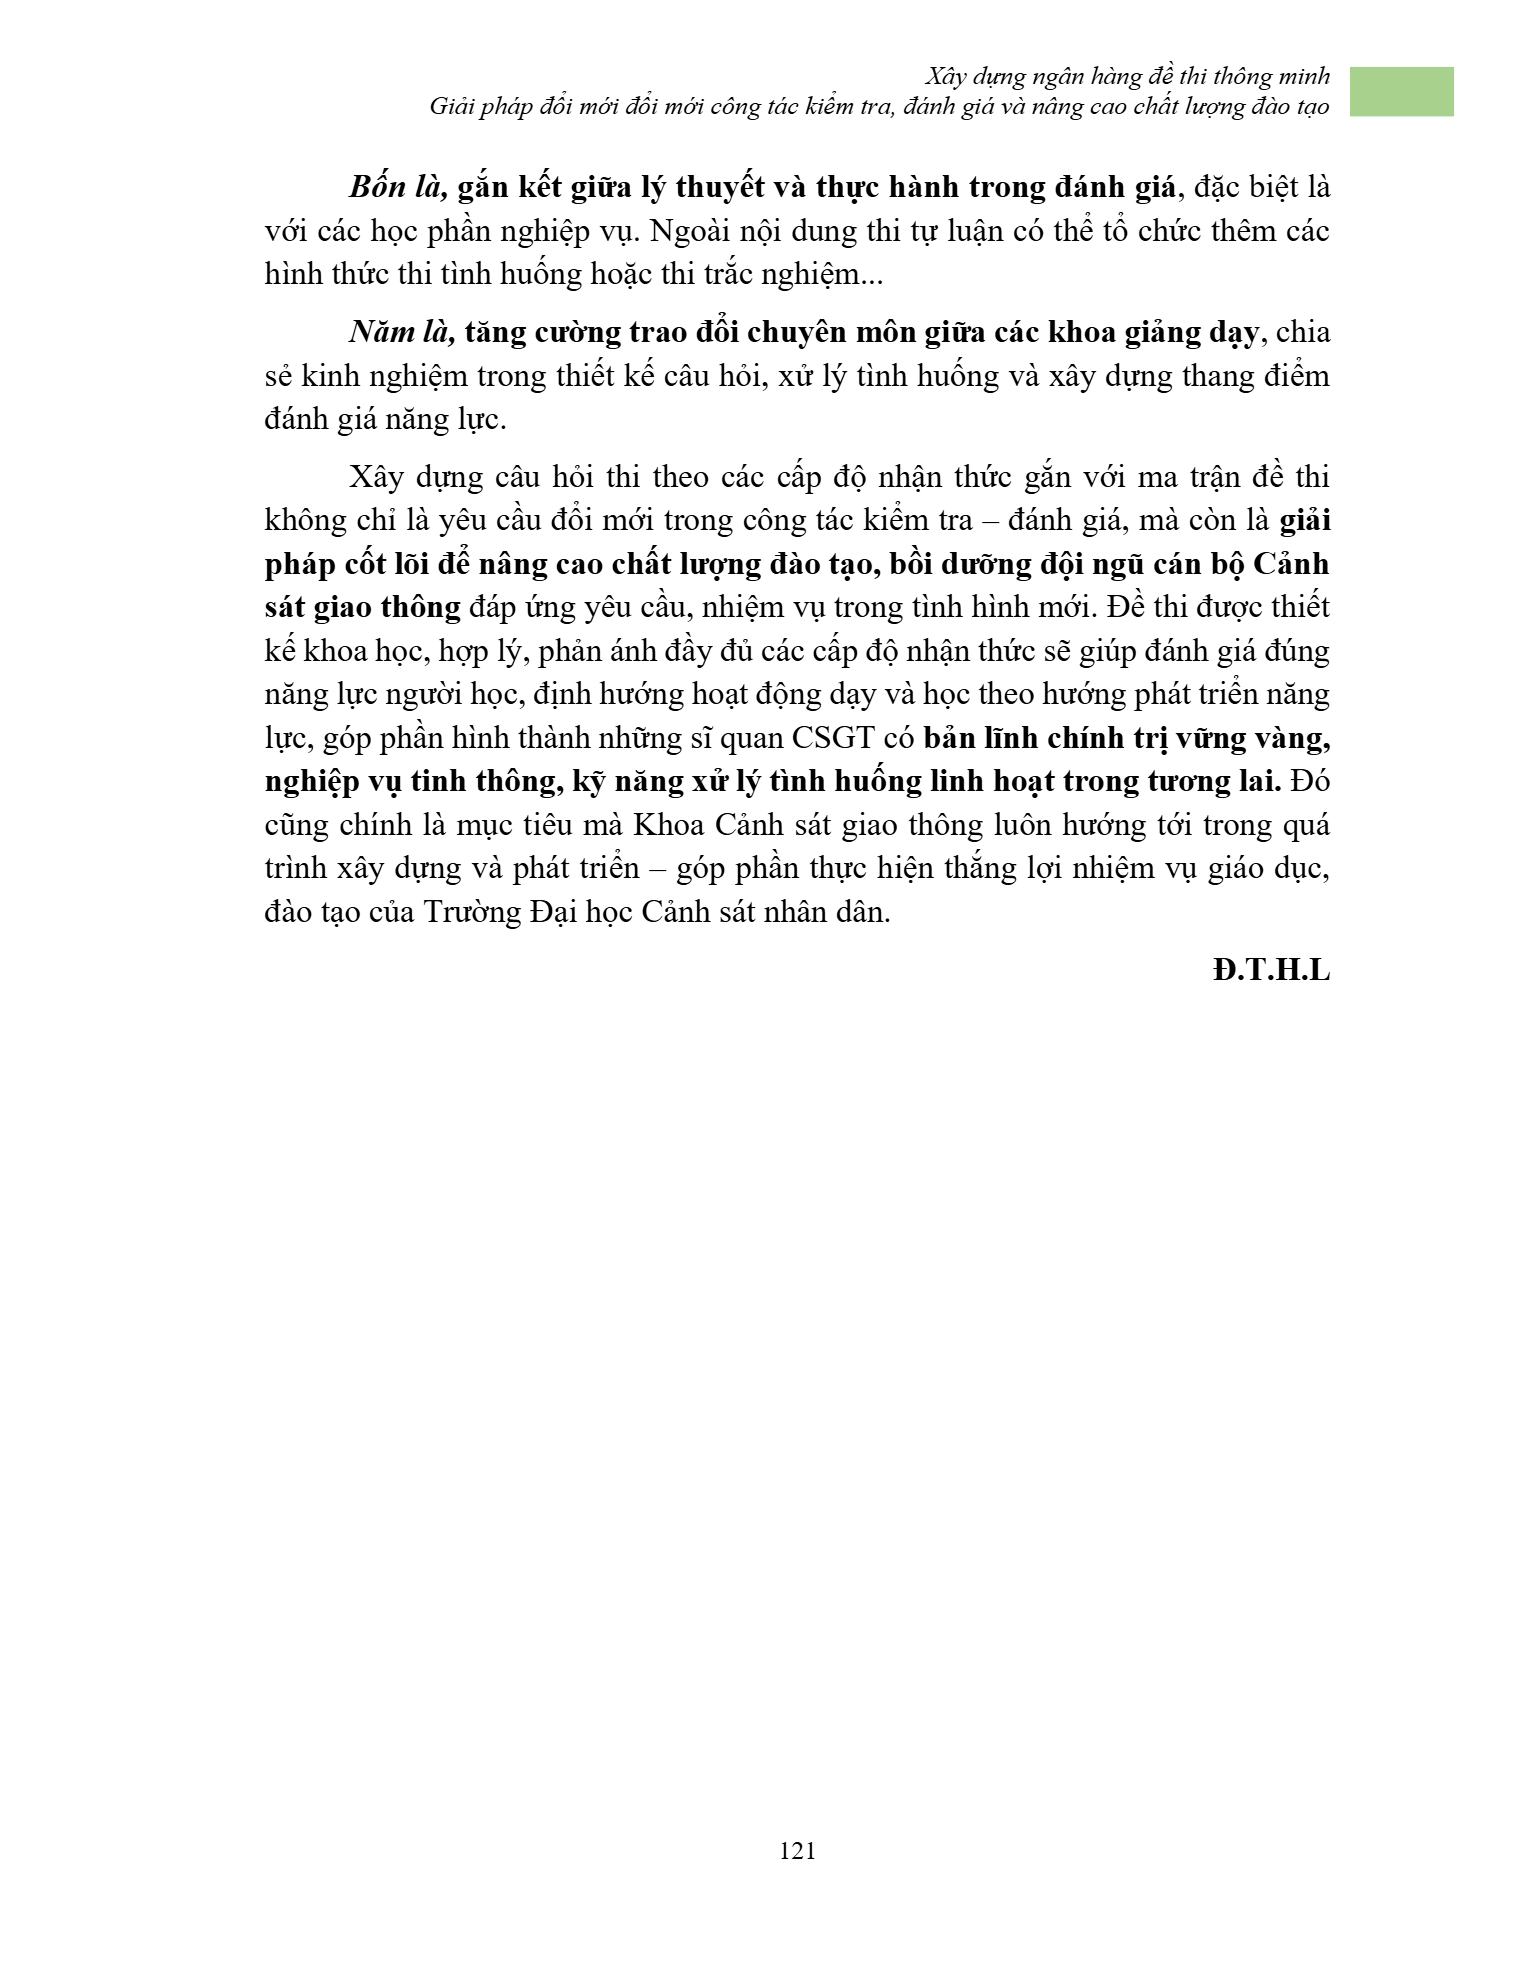 Xây dựng ngân hàng đề thi thông minh
Giải pháp đổi mới đổi mới công tác kiểm tra, đánh giá và nâng cao chất lượng đào tạo
Bốn là, gắn kết giữa lý thuyết và thực hành trong đánh giá, đặc biệt là
với các học phần nghiệp vụ. Ngoài nội dung thi tự luận có thể tổ chức thêm các
hình thức thi tình huống hoặc thi trắc nghiệm...
Năm là, tăng cường trao đổi chuyên môn giữa các khoa giảng dạy, chia
sẻ kinh nghiệm trong thiết kế câu hỏi, xử lý tình huống và xây dựng thang điểm
đánh giá năng lực.
Xây dựng câu hỏi thi theo các cấp độ nhận thức gắn với ma trận đề thi
không chỉ là yêu cầu đổi mới trong công tác kiểm tra – đánh giá, mà còn là giải
pháp cốt lõi để nâng cao chất lượng đào tạo, bồi dưỡng đội ngũ cán bộ Cảnh
sát giao thông đáp ứng yêu cầu, nhiệm vụ trong tình hình mới. Đề thi được thiết
kế khoa học, hợp lý, phản ánh đầy đủ các cấp độ nhận thức sẽ giúp đánh giá đúng
năng lực người học, định hướng hoạt động dạy và học theo hướng phát triển năng
lực, góp phần hình thành những sĩ quan CSGT có bản lĩnh chính trị vững vàng,
nghiệp vụ tinh thông, kỹ năng xử lý tình huống linh hoạt trong tương lai. Đó
cũng chính là mục tiêu mà Khoa Cảnh sát giao thông luôn hướng tới trong quá
trình xây dựng và phát triển – góp phần thực hiện thắng lợi nhiệm vụ giáo dục,
đào tạo của Trường Đại học Cảnh sát nhân dân.
Đ.T.H.L
121